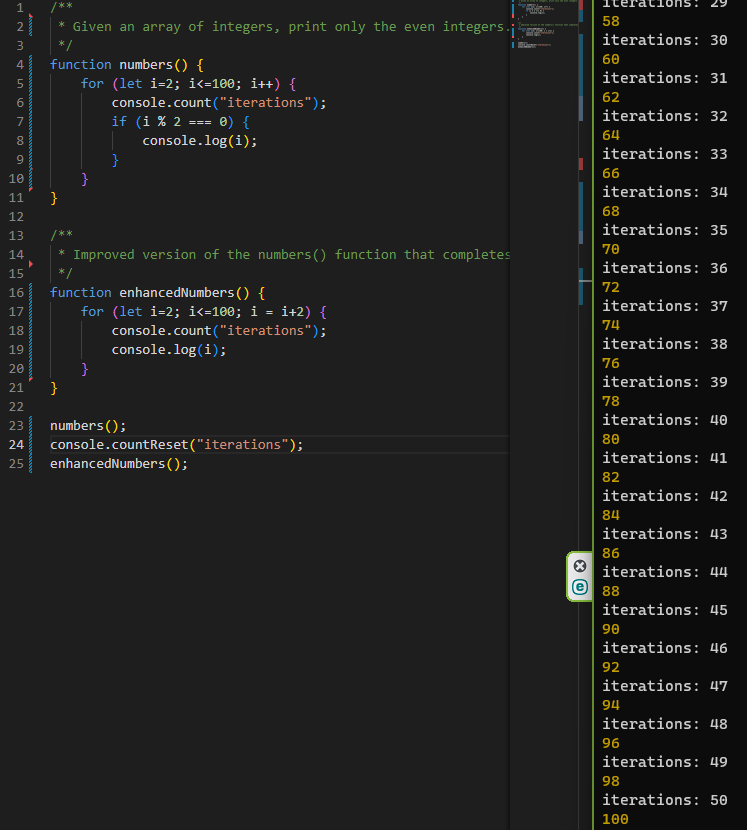 1 /**
2 * Given an array of integers, print only the even integers.
3 */
4 function numbers() {
5 for (let i=2; i<=100; i++) {
6 console.count("iterations");
7 if (i % 2 === 0) {
8 console.log(i);
9 }
10 }
11 }
12
13 /**
14 * Improved version of the numbers() function that completes
15 */
16 function enhancedNumbers() {
17 for (let i=2; i<=100; i = i+2) {
18 console.count("iterations");
19 console.log(i);
20 }
21 }
22
23 numbers();
24 console.countReset("iterations");
25 enhancedNumbers();
iterations: 29
58
iterations: 30
60
iterations: 31
62
iterations: 32
64
iterations: 33
66
iterations: 34
68
iterations: 35
70
iterations: 36
72
iterations: 37
74
iterations: 38
76
iterations: 39
78
iterations: 40
80
iterations: 41
82
iterations: 42
84
iterations: 43
86
iterations: 44
88
iterations: 45
90
iterations: 46
92
iterations: 47
94
iterations: 48
96
iterations: 49
98
iterations: 50
100
e